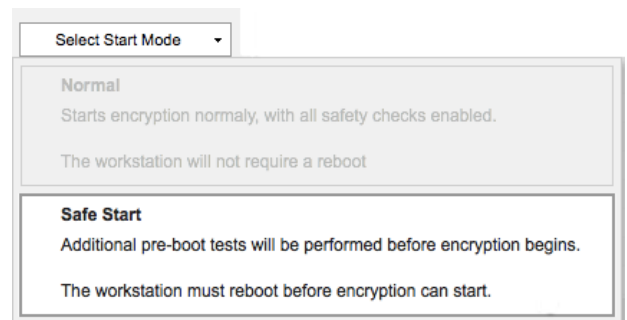 Select Start Mode
Normal
Starts encryption normaly, with all safety checks enabled.
The workstation will not require a reboot
Safe Start
Additional pre-boot tests will be performed before encryption begins.
The workstation must reboot before encryption can start.